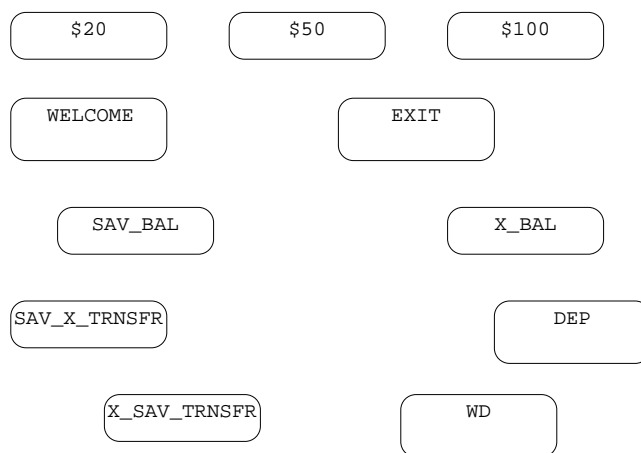 $20
$50
$100
WELCOME
EXIT
SAV_BAL
X_BAL
SAV_X_TRNSFR
DEP
X_SAV_TRNSFR
WD